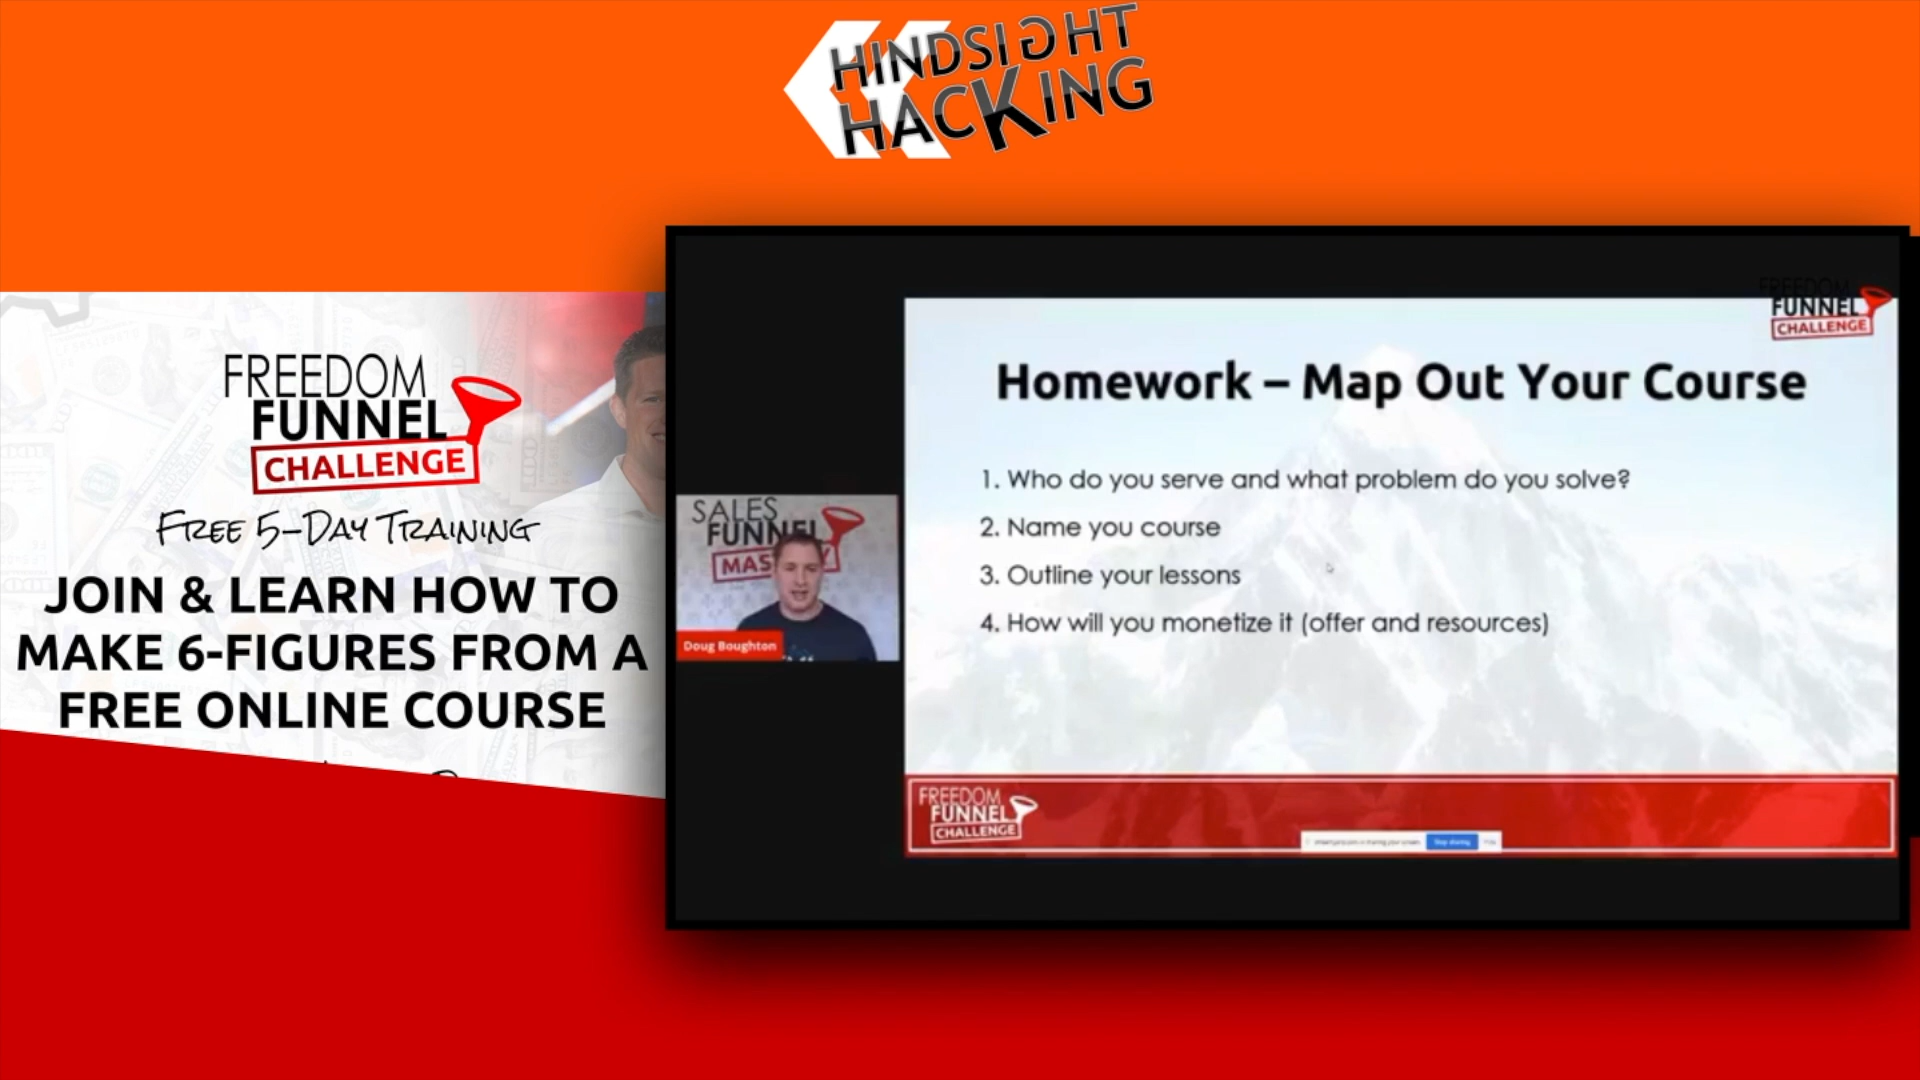 HINDSIGHT
HACKING
FREEDOM
FUNNEL
CHALLENGE
FREE 5-DAY TRAINING
JOIN & LEARN HOW TO
MAKE 6-FIGURES FROM A
FREE ONLINE COURSE
SALES
FUNNEL
Doug Boughton
FREEDOM
FUNNEL
CHALLENGE
Homework – Map Out Your Course
1. Who do you serve and what problem do you solve?
2. Name you course
3. Outline your lessons
4. How will you monetize it (offer and resources)
FREEDOM
FUNNEL
CHALLENGE
Stop sharing
Hide